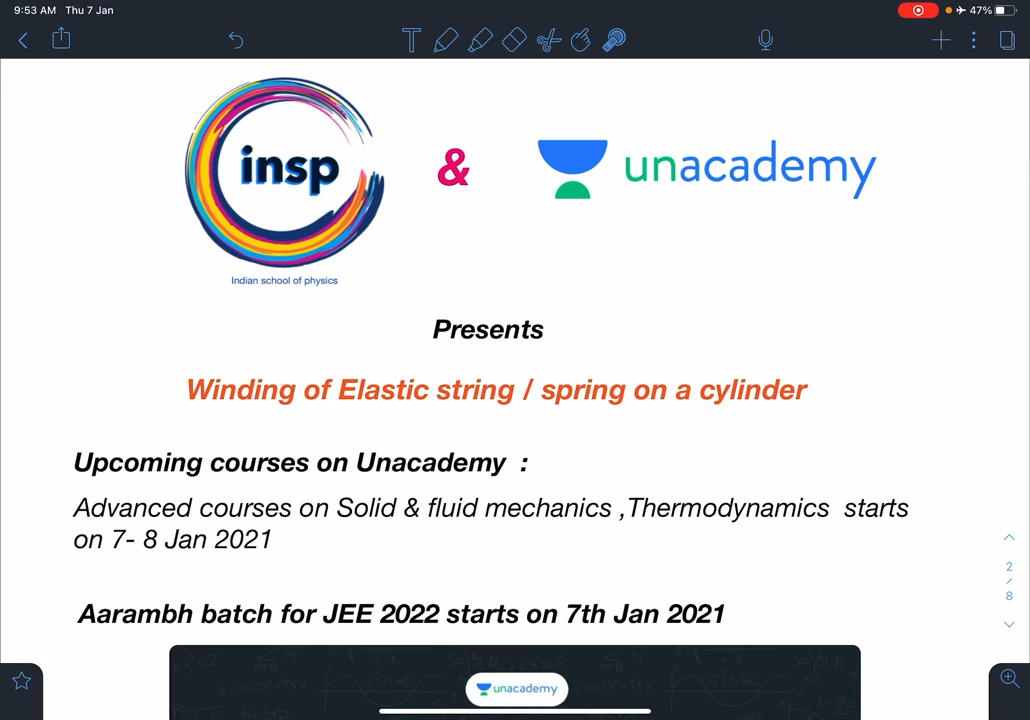 9:53 AM Thu 7 Jan
47%
insp
&
unacademy
Indian school of physics
Presents
Winding of Elastic string / spring on a cylinder
Upcoming courses on Unacademy :
Advanced courses on Solid & fluid mechanics ,Thermodynamics starts
on 7- 8 Jan 2021
2
/
8
Aarambh batch for JEE 2022 starts on 7th Jan 2021
unacademy